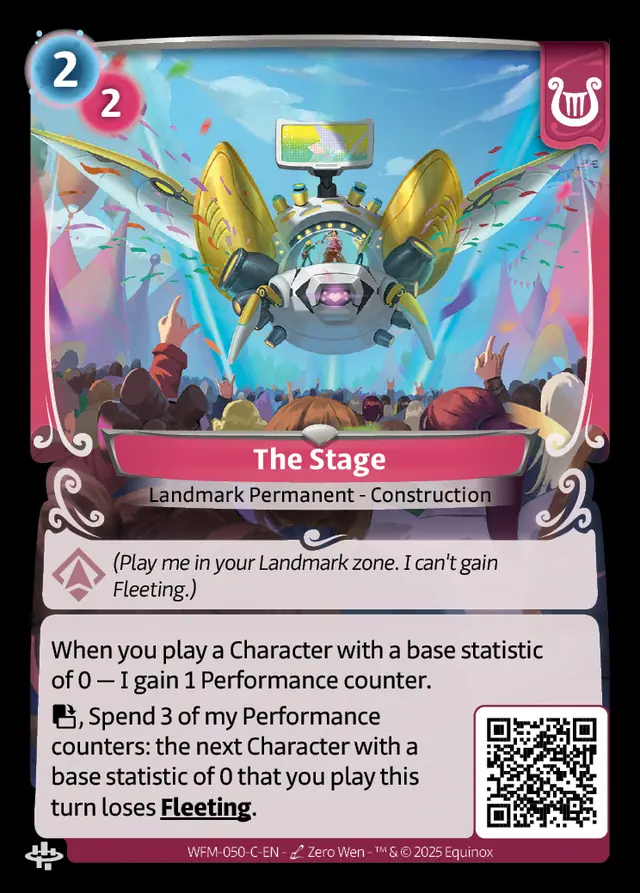 2
2
The Stage
Landmark Permanent - Construction
(Play me in your Landmark zone. I can't gain
Fleeting.)
When you play a Character with a base statistic
of 0 — I gain 1 Performance counter.
, Spend 3 of my Performance
counters: the next Character with a
base statistic of 0 that you play this
turn loses Fleeting.
WFM-050-C-EN - Zero Wen - ™ & © 2025 Equinox